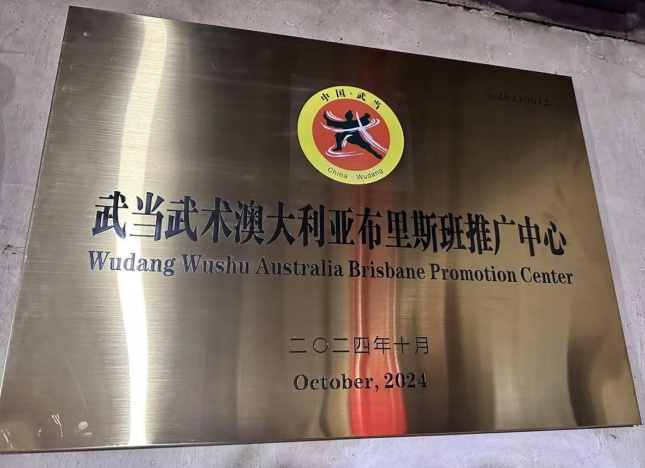 20240012
中国·武当
China · Wudang
武当武术澳大利亚布里斯班推广中心
Wudang Wushu Australia Brisbane Promotion Center
二〇二四年十月
October, 2024